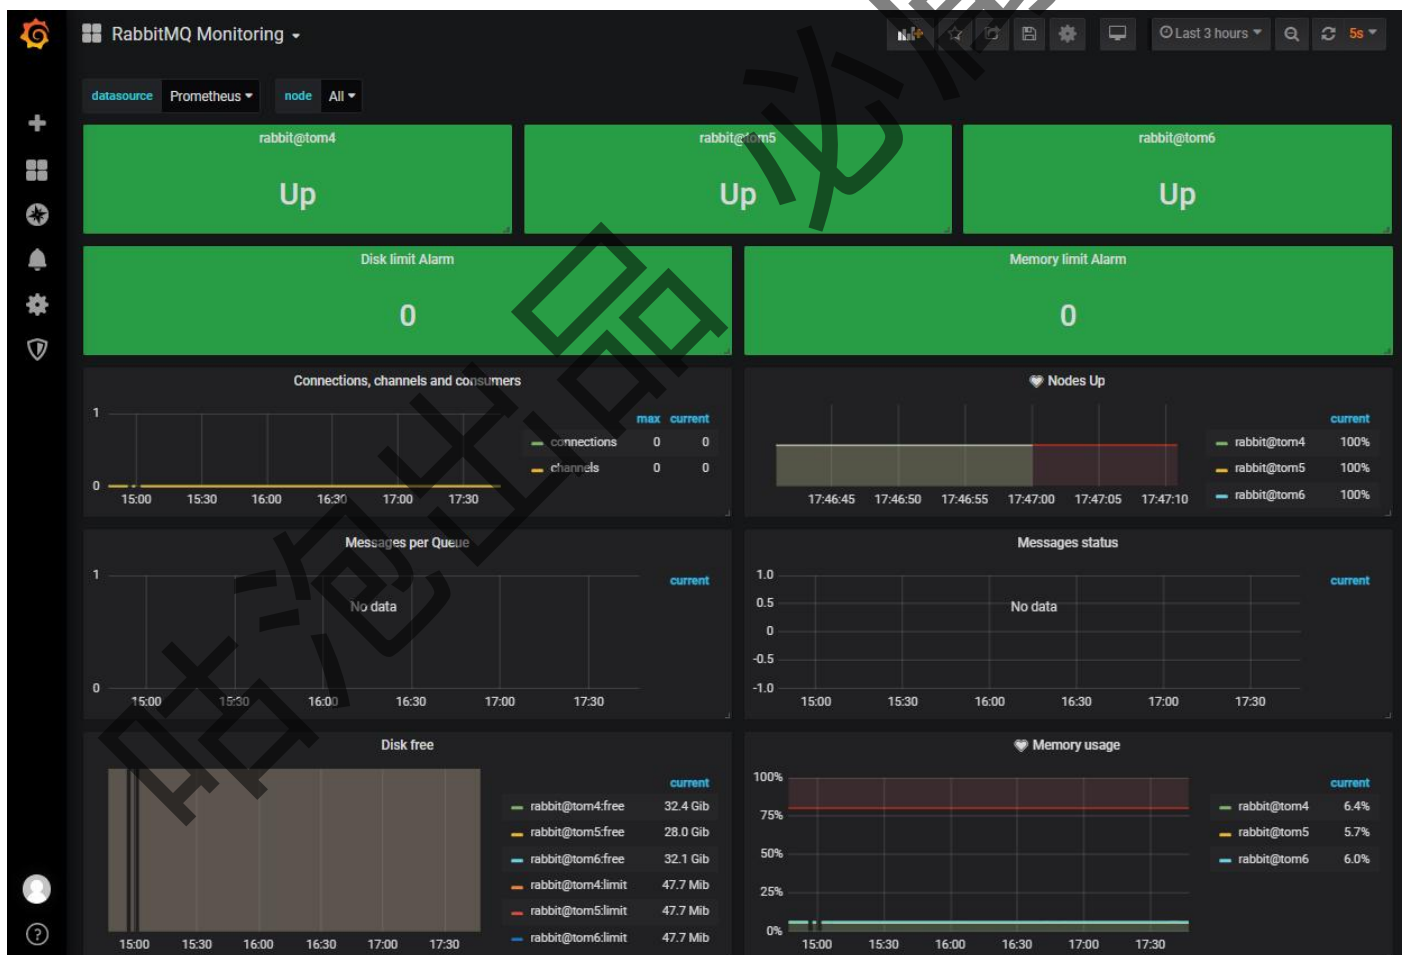 RabbitMQ Monitoring
Last 3 hours
5s
datasource Prometheus node All
rabbit@tom4
Up
rabbit@tom5
Up
rabbit@tom6
Up
Disk limit Alarm
0
Memory limit Alarm
0
Connections, channels and consumers
max current
connections 0 0
channels 0 0
1
0
15:00 15:30 16:00 16:30 17:00 17:30
Nodes Up
current
rabbit@tom4 100%
rabbit@tom5 100%
rabbit@tom6 100%
17:46:45 17:46:50 17:46:55 17:47:00 17:47:05 17:47:10
Messages per Queue
current
1
No data
0
15:00 15:30 16:00 16:30 17:00 17:30
Messages status
current
1.0
0.5
No data
0
-0.5
-1.0
15:00 15:30 16:00 16:30 17:00 17:30
Disk free
current
rabbit@tom4:free 32.4 Gib
rabbit@tom5:free 28.0 Gib
rabbit@tom6:free 32.1 Gib
rabbit@tom4:limit 47.7 Mib
rabbit@tom5:limit 47.7 Mib
rabbit@tom6:limit 47.7 Mib
15:00 15:30 16:00 16:30 17:00 17:30
Memory usage
current
100%
75%
50%
25%
0%
rabbit@tom4 6.4%
rabbit@tom5 5.7%
rabbit@tom6 6.0%
15:00 15:30 16:00 16:30 17:00 17:30
咕泡出品 必